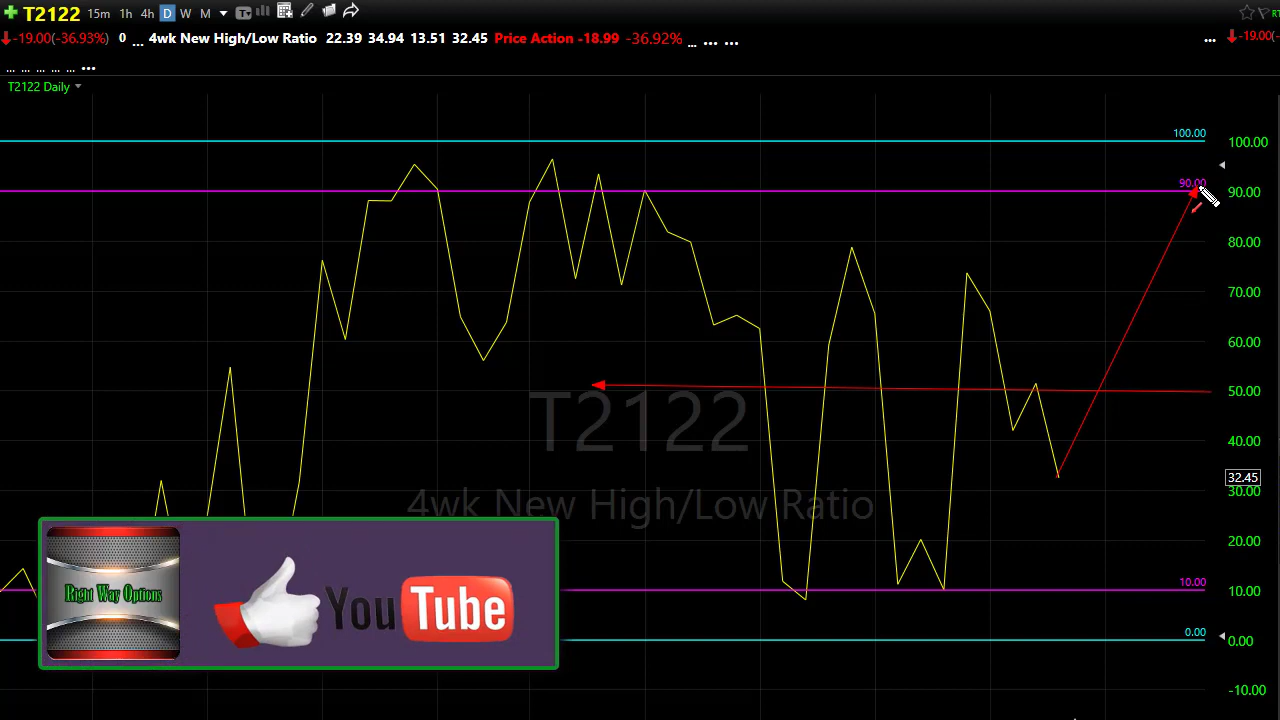 T2122 15m 1h 4h D W M T
-19.00(-36.93%) 0 ... 4wk New High/Low Ratio 22.39 34.94 13.51 32.45 Price Action -18.99 -36.92% ... ... ... ... -19.00(-
... ... ... ... ... ...
T2122 Daily
100.00
100.00
90.00
90.00
80.00
70.00
60.00
50.00
40.00
32.45
30.00
20.00
10.00
10.00
0.00
0.00
-10.00
T2122
4wk New High/Low Ratio
Right Way Options
YouTube